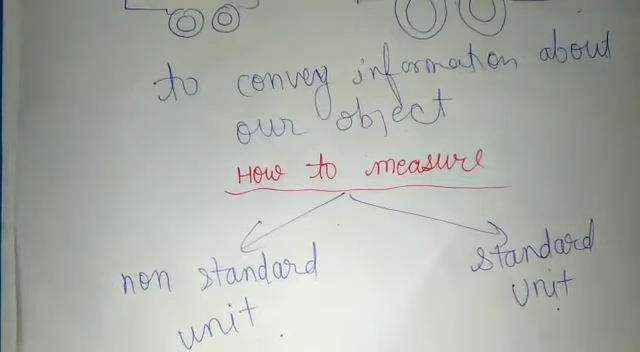 to convey information about
our object
How to measure
non standard
unit
standard
unit